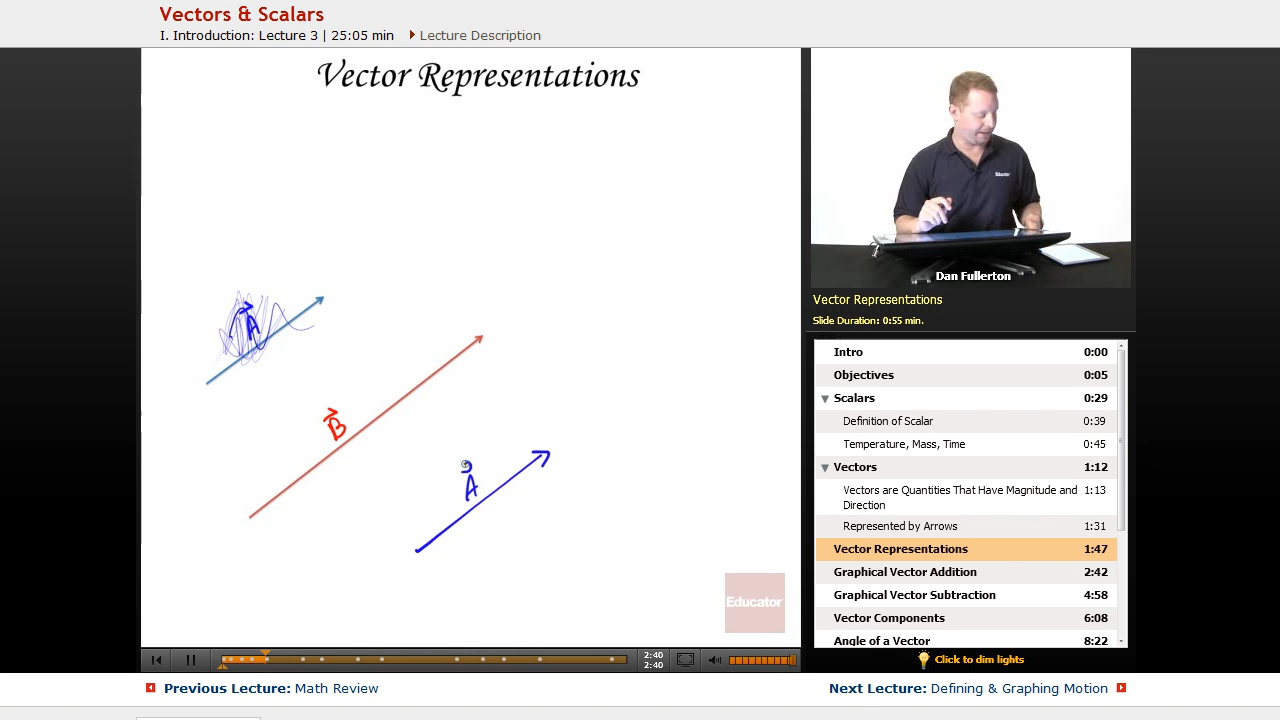 Vectors & Scalars
I. Introduction: Lecture 3 | 25:05 min Lecture Description
Vector Representations
A
B
A
Educator
2:40
2:40
Dan Fullerton
Vector Representations
Slide Duration: 0:55 min.
Intro 0:00
Objectives 0:05
Scalars 0:29
Definition of Scalar 0:39
Temperature, Mass, Time 0:45
Vectors 1:12
Vectors are Quantities That Have Magnitude and 1:13
Direction
Represented by Arrows 1:31
Vector Representations 1:47
Graphical Vector Addition 2:42
Graphical Vector Subtraction 4:58
Vector Components 6:08
Angle of a Vector 8:22
Click to dim lights
Previous Lecture: Math Review
Next Lecture: Defining & Graphing Motion